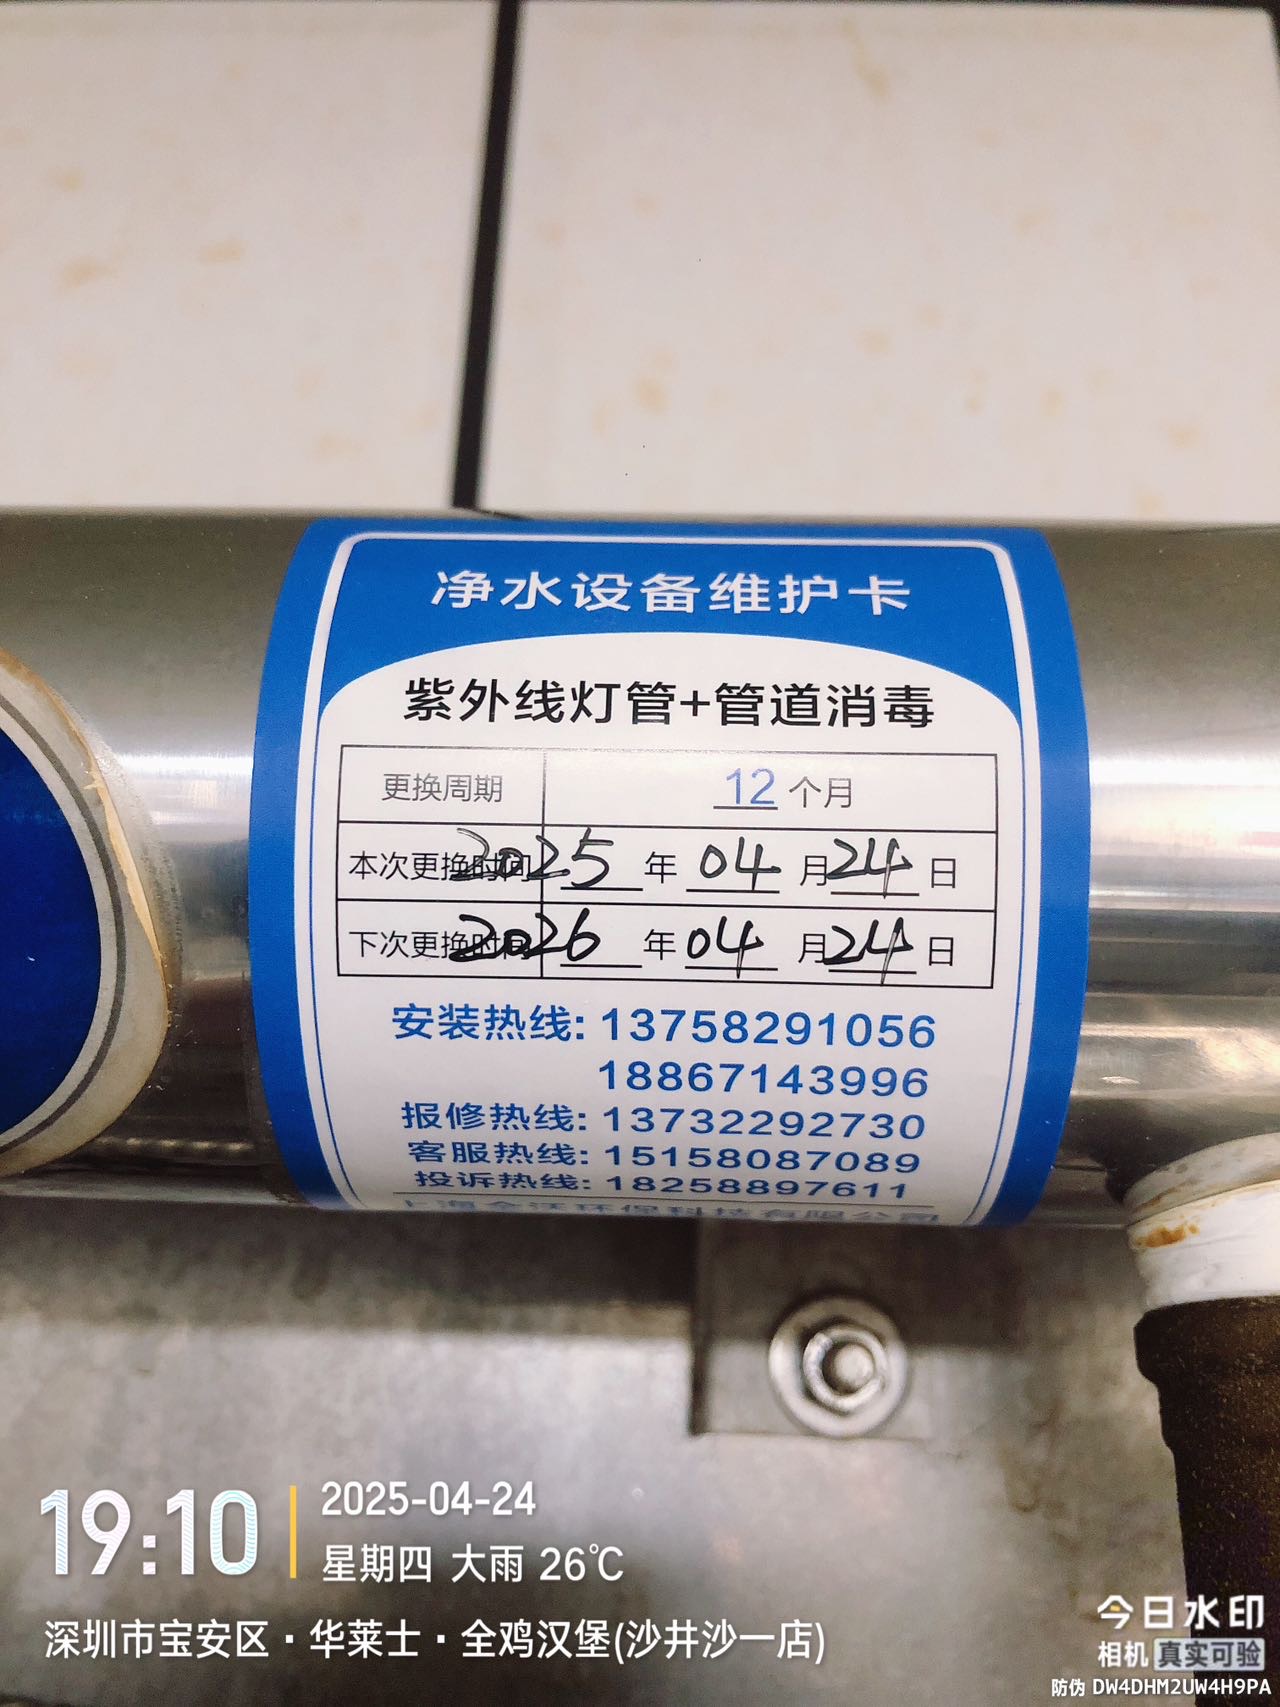 净水设备维护卡
紫外线灯管+管道消毒
更换周期 12 个月
本次更换时间 2025 年 04 月 24 日
下次更换时间 2026 年 04 月 24 日
安装热线: 13758291056
18867143996
报修热线: 13732292730
客服热线: 15158087089
投诉热线: 18258897611
19:10
2025-04-24
星期四 大雨 26℃
深圳市宝安区·华莱士·全鸡汉堡(沙井沙一店)
今日水印
相机 真实可验
防伪 DW4DHM2UW4H9PA